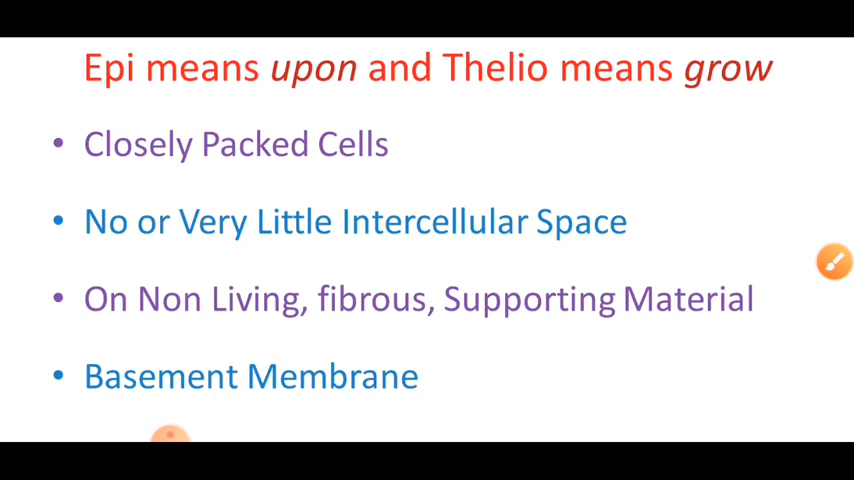 Epi means upon and Thelio means grow
• Closely Packed Cells
• No or Very Little Intercellular Space
• On Non Living, fibrous, Supporting Material
• Basement Membrane